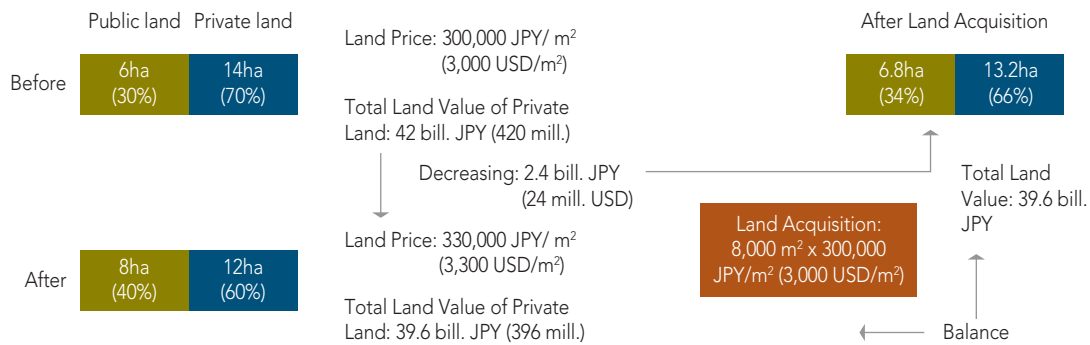 Public land Private land
Before
6ha
(30%)
14ha
(70%)
Land Price: 300,000 JPY/ m²
(3,000 USD/m²)
Total Land Value of Private
Land: 42 bill. JPY (420 mill.)
Decreasing: 2.4 bill. JPY
(24 mill. USD)
After
8ha
(40%)
12ha
(60%)
Land Price: 330,000 JPY/ m²
(3,300 USD/m²)
Total Land Value of Private
Land: 39.6 bill. JPY (396 mill.)
After Land Acquisition
6.8ha
(34%)
13.2ha
(66%)
Land Acquisition:
8,000 m² x 300,000
JPY/m² (3,000 USD/m²)
Total Land
Value: 39.6 bill.
JPY
Balance